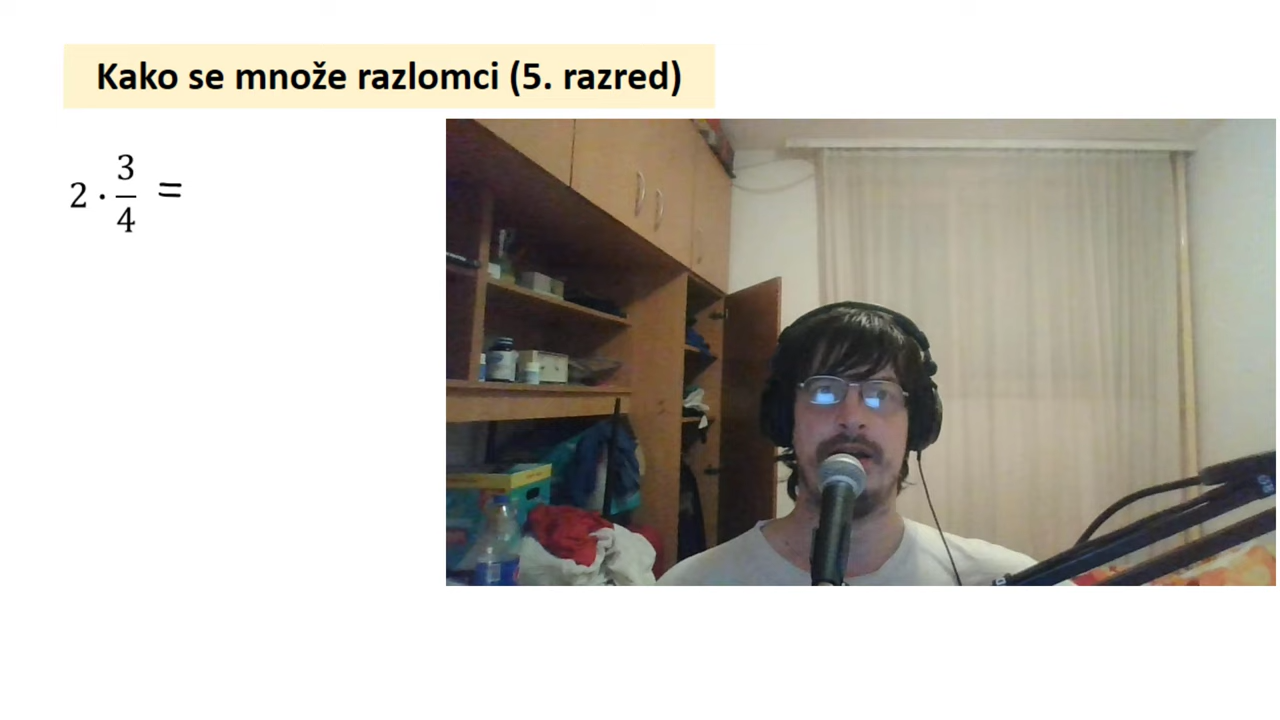 Kako se množe razlomci (5. razred)
2 · 3/4 =